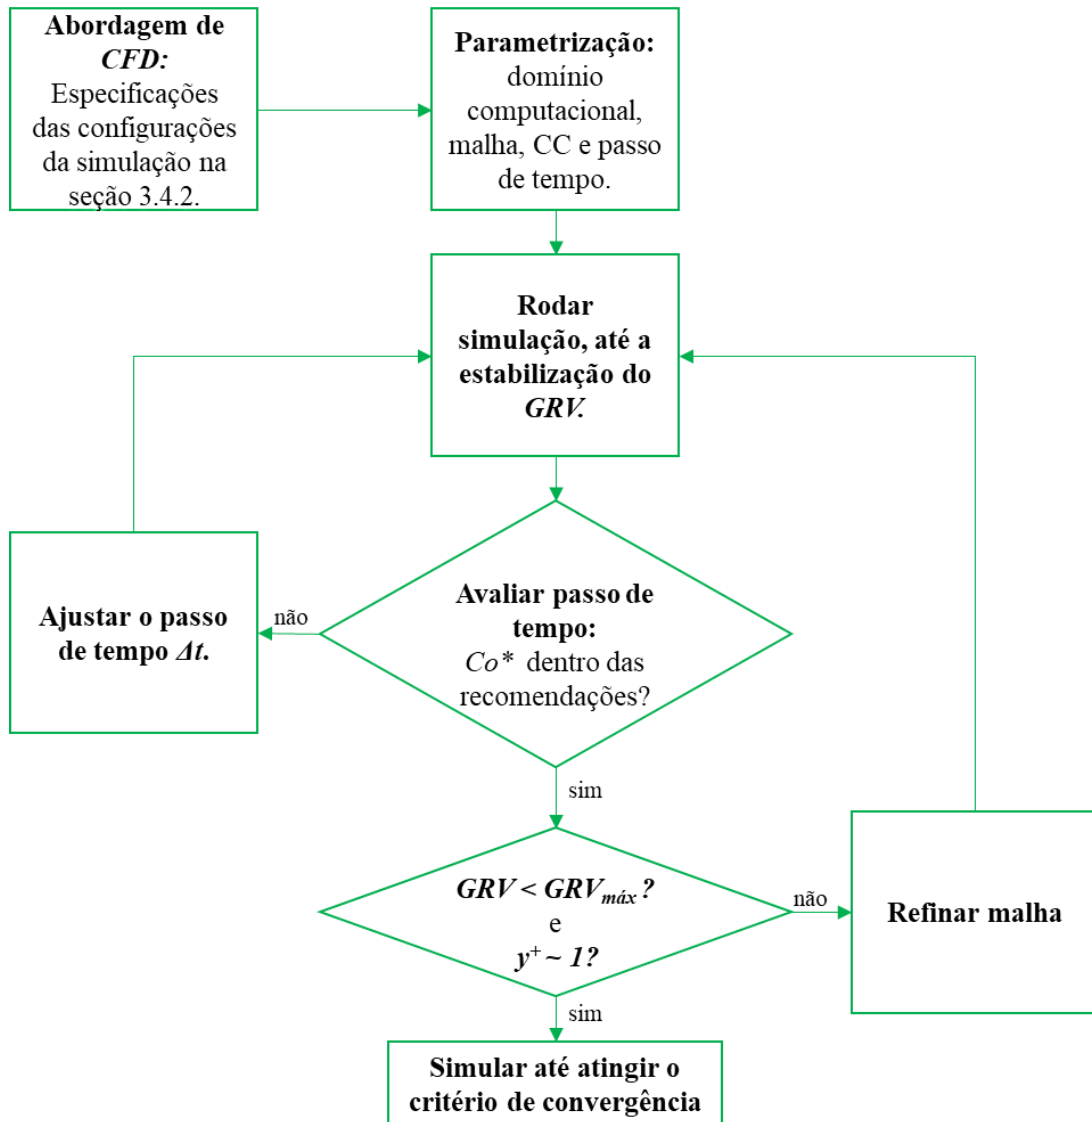 Abordagem de
CFD:
Especificações
das configurações
da simulação na
seção 3.4.2.
Parametrização:
domínio
computacional,
malha, CC e passo
de tempo.
Rodar
simulação, até a
estabilização do
GRV.
Ajustar o passo
de tempo Δt.
não
Avaliar passo de
tempo:
Co* dentro das
recomendações?
sim
GRV < GRVmáx?
e
y⁺ ~ 1?
não
Refinar malha
sim
Simular até atingir o
critério de convergência